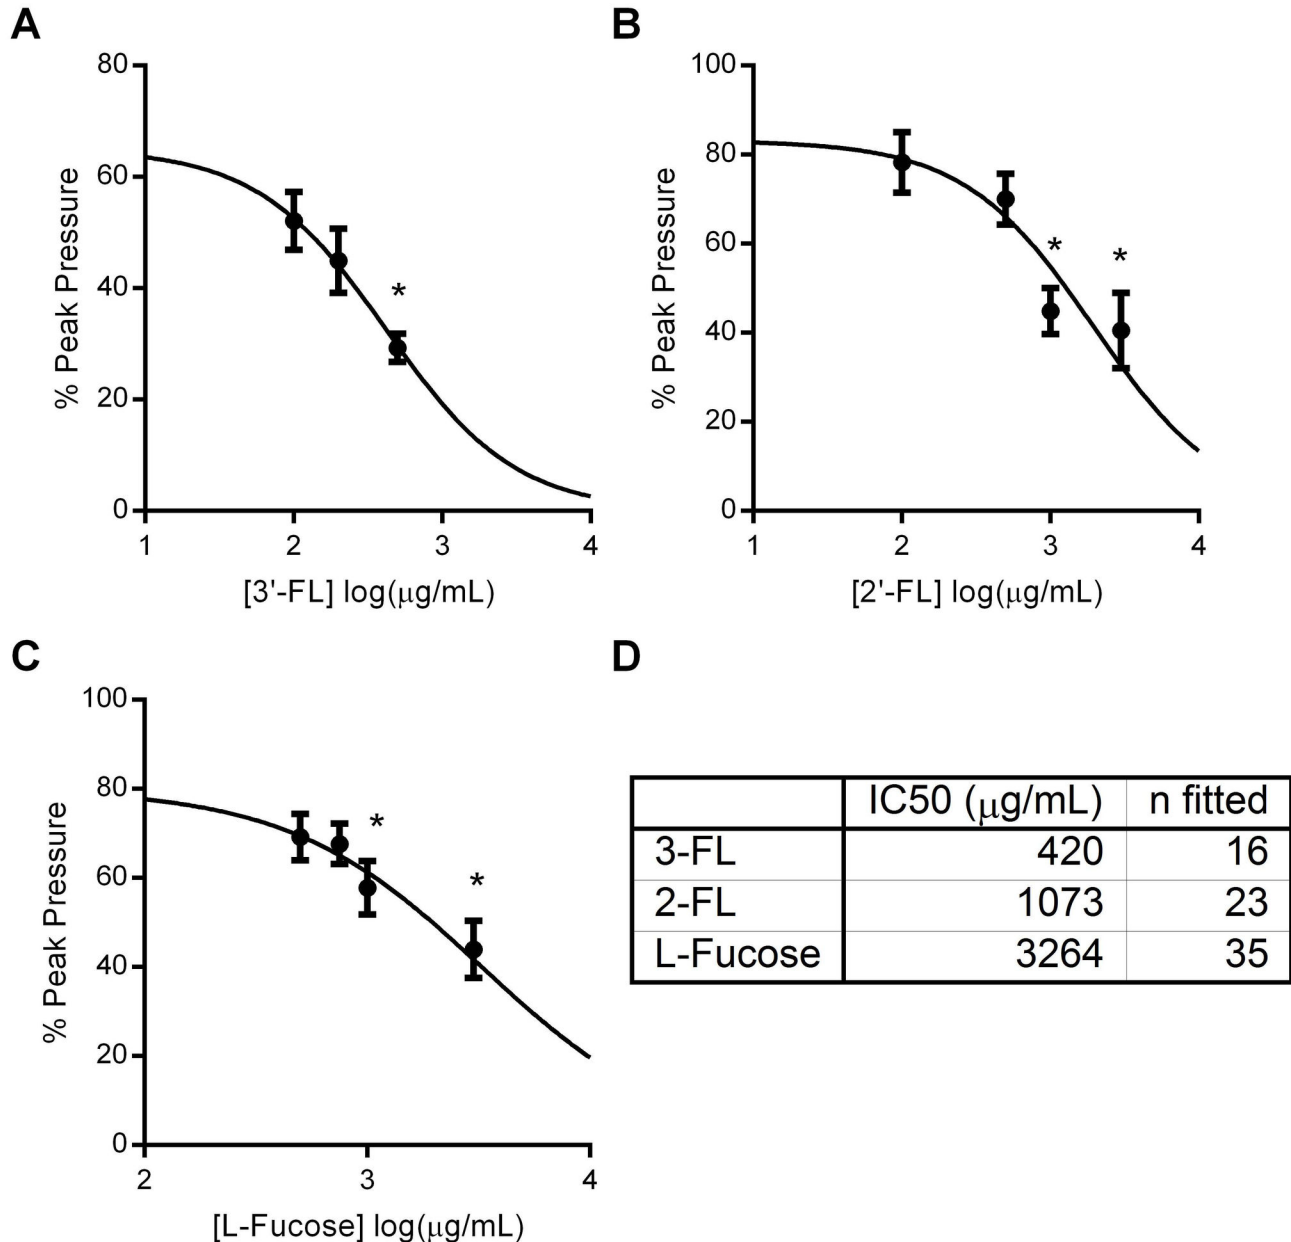 A
80
60
40
20
0
% Peak Pressure
1 2 3 4
[3'-FL] log(μg/mL)
*
B
100
80
60
40
20
0
% Peak Pressure
1 2 3 4
[2'-FL] log(μg/mL)
* *
C
100
80
60
40
20
0
% Peak Pressure
2 3 4
[L-Fucose] log(μg/mL)
*
*
D
IC50 (μg/mL) n fitted
3-FL 420 16
2-FL 1073 23
L-Fucose 3264 35